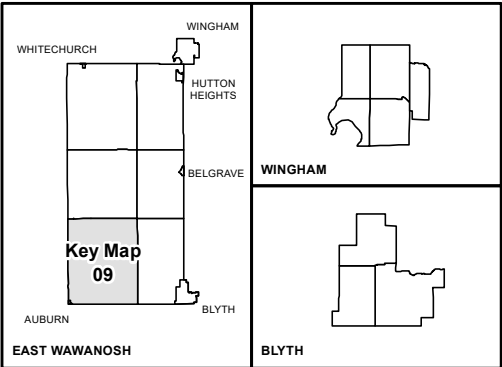 WINGHAM
WHITECHURCH
HUTTON
HEIGHTS
BELGRAVE
Key Map
09
BLYTH
AUBURN
EAST WAWANOSH
WINGHAM
BLYTH